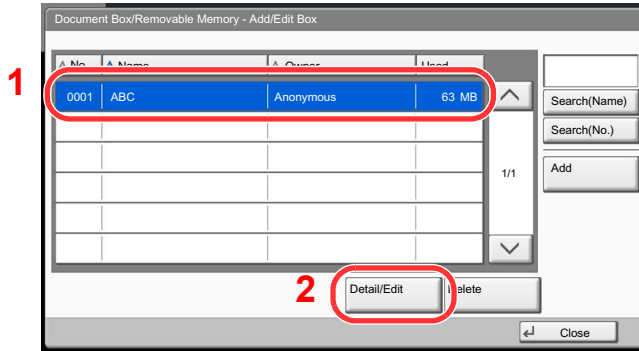 Document Box/Removable Memory - Add/Edit Box
No. Name Owner Used
1
0001 ABC Anonymous 63 MB
Search(Name)
Search(No.)
1/1
Add
2
Detail/Edit Delete
Close